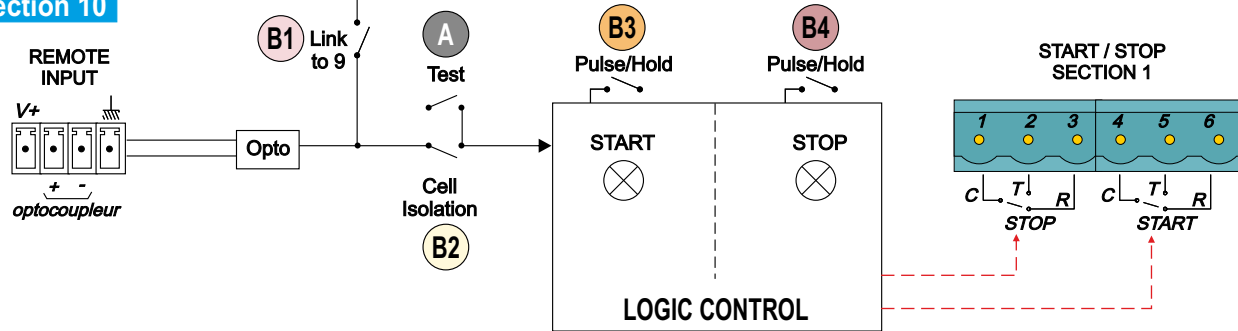 ection 10
REMOTE
INPUT
V+
+ -
optocoupleur
Opto
B1
Link
to 9
A
Test
Cell
Isolation
B2
B3
Pulse/Hold
B4
Pulse/Hold
START
STOP
LOGIC CONTROL
START / STOP
SECTION 1
1 2 3 4 5 6
C T R
STOP
C T R
START